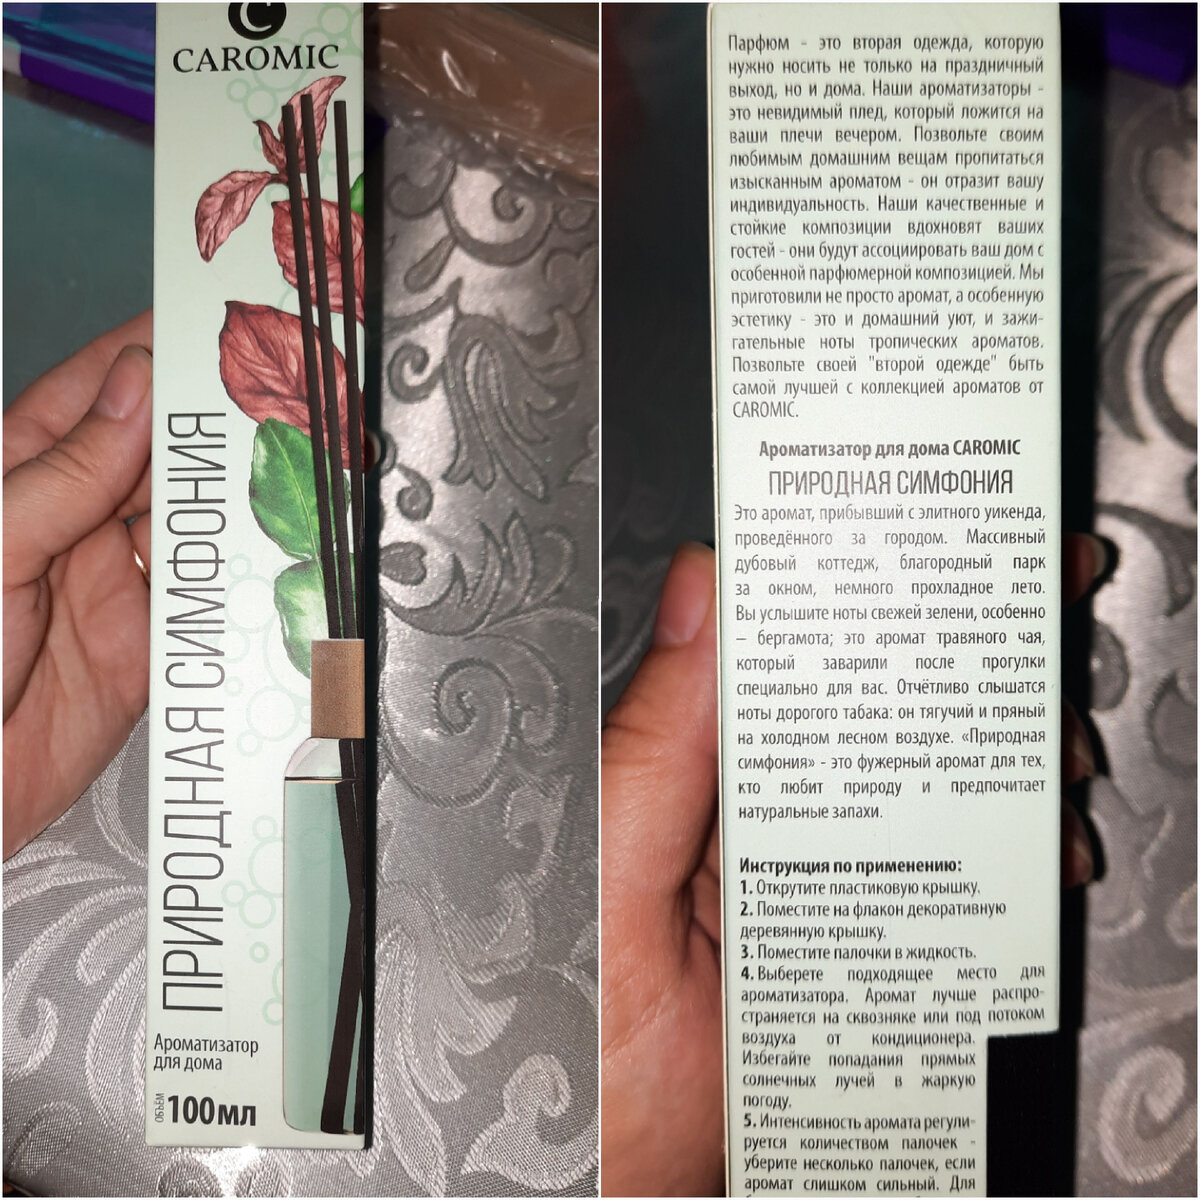 C
CAROMIC
ПРИРОДНАЯ СИМФОНИЯ
Ароматизатор
для дома
ОБЪЁМ 100мл
Парфюм - это вторая одежда, которую
нужно носить не только на праздничный
выход, но и дома. Наши ароматизаторы -
это невидимый плед, который ложится на
ваши плечи вечером. Позвольте своим
любимым домашним вещам пропитаться
изысканным ароматом - он отразит вашу
индивидуальность. Наши качественные и
стойкие композиции вдохновят ваших
гостей - они будут ассоциировать ваш дом с
особенной парфюмерной композицией. Мы
приготовили не просто аромат, а особенную
эстетику - это и домашний уют, и зажи-
гательные ноты тропических ароматов.
Позвольте своей "второй одежде" быть
самой лучшей с коллекцией ароматов от
CAROMIC.
Ароматизатор для дома CAROMIC
ПРИРОДНАЯ СИМФОНИЯ
Это аромат, прибывший с элитного уикенда,
проведённого за городом. Массивный
дубовый коттедж, благородный парк
за окном, немного прохладное лето.
Вы услышите ноты свежей зелени, особенно
– бергамота; это аромат травяного чая,
который заварили после прогулки
специально для вас. Отчётливо слышатся
ноты дорогого табака: он тягучий и пряный
на холодном лесном воздухе. «Природная
симфония» - это фужерный аромат для тех,
кто любит природу и предпочитает
натуральные запахи.
Инструкция по применению:
1. Открутите пластиковую крышку.
2. Поместите на флакон декоративную
деревянную крышку.
3. Поместите палочки в жидкость.
4. Выберете подходящее место для
ароматизатора. Аромат лучше распро-
страняется на сквозняке или под потоком
воздуха от кондиционера.
Избегайте попадания прямых
солнечных лучей в жаркую
погоду.
5. Интенсивность аромата регули-
руется количеством палочек -
уберите несколько палочек, если
аромат слишком сильный. Для